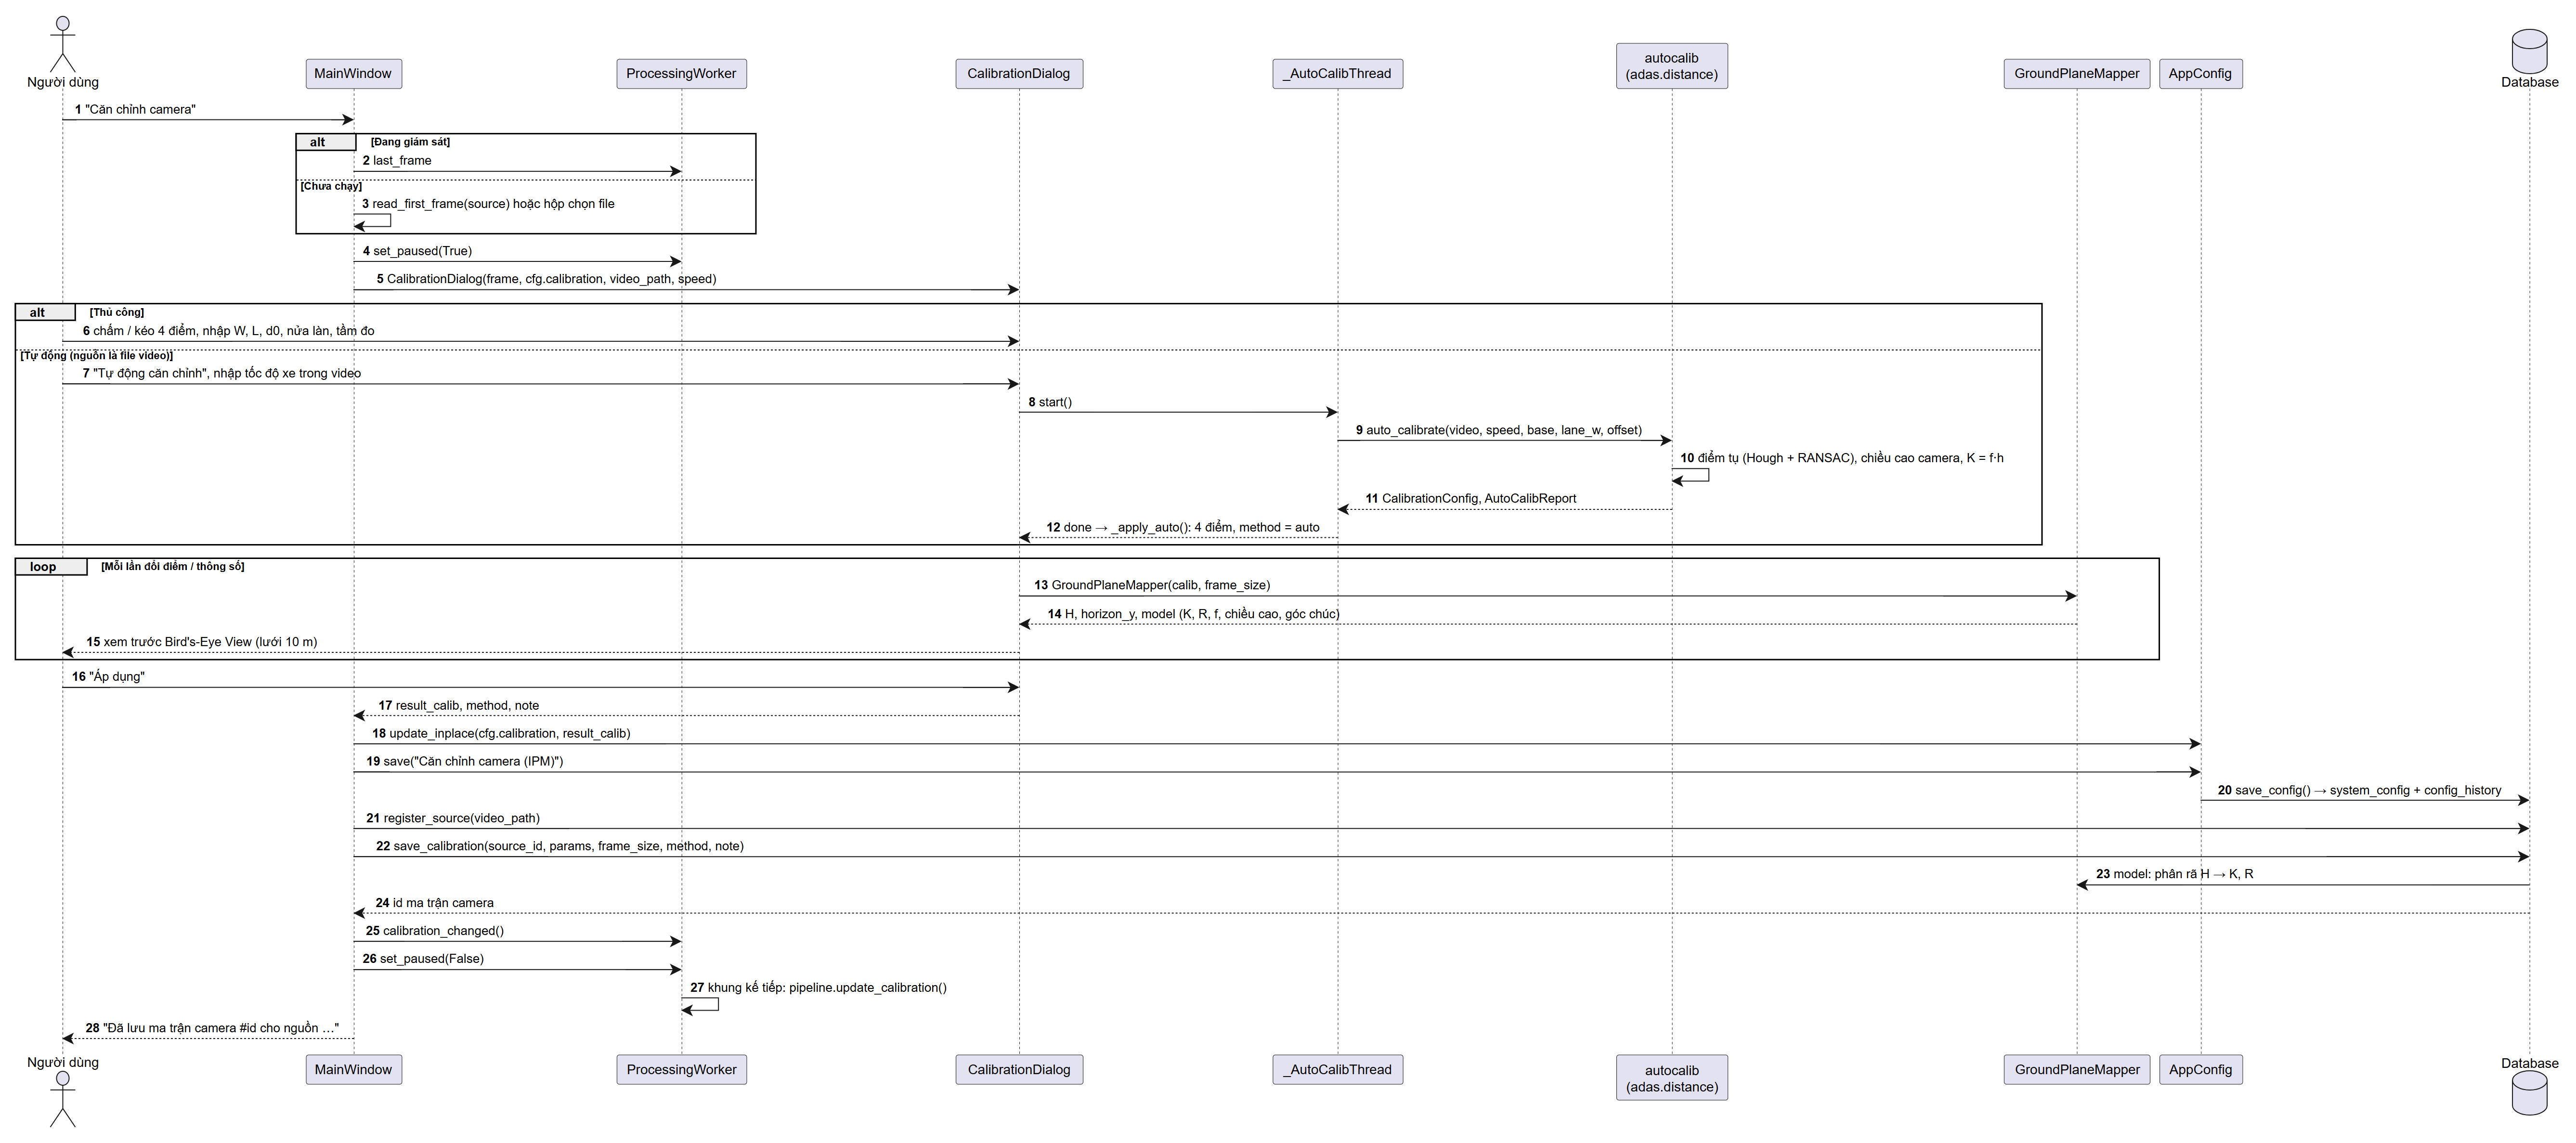 Người dùng
MainWindow
ProcessingWorker
CalibrationDialog
_AutoCalibThread
autocalib
(adas.distance)
GroundPlaneMapper
AppConfig
Database
1 "Căn chỉnh camera"
alt [Đang giám sát]
2 last_frame
[Chưa chạy]
3 read_first_frame(source) hoặc hộp chọn file
4 set_paused(True)
5 CalibrationDialog(frame, cfg.calibration, video_path, speed)
alt [Thủ công]
6 chấm / kéo 4 điểm, nhập W, L, d0, nửa làn, tầm đo
[Tự động (nguồn là file video)]
7 "Tự động căn chỉnh", nhập tốc độ xe trong video
8 start()
9 auto_calibrate(video, speed, base, lane_w, offset)
10 điểm tụ (Hough + RANSAC), chiều cao camera, K = f·h
11 CalibrationConfig, AutoCalibReport
12 done → _apply_auto(): 4 điểm, method = auto
loop [Mỗi lần đổi điểm / thông số]
13 GroundPlaneMapper(calib, frame_size)
14 H, horizon_y, model (K, R, f, chiều cao, góc chúc)
15 xem trước Bird's-Eye View (lưới 10 m)
16 "Áp dụng"
17 result_calib, method, note
18 update_inplace(cfg.calibration, result_calib)
19 save("Căn chỉnh camera (IPM)")
20 save_config() → system_config + config_history
21 register_source(video_path)
22 save_calibration(source_id, params, frame_size, method, note)
23 model: phân rã H → K, R
24 id ma trận camera
25 calibration_changed()
26 set_paused(False)
27 khung kế tiếp: pipeline.update_calibration()
28 "Đã lưu ma trận camera #id cho nguồn …"
Người dùng
MainWindow
ProcessingWorker
CalibrationDialog
_AutoCalibThread
autocalib
(adas.distance)
GroundPlaneMapper
AppConfig
Database